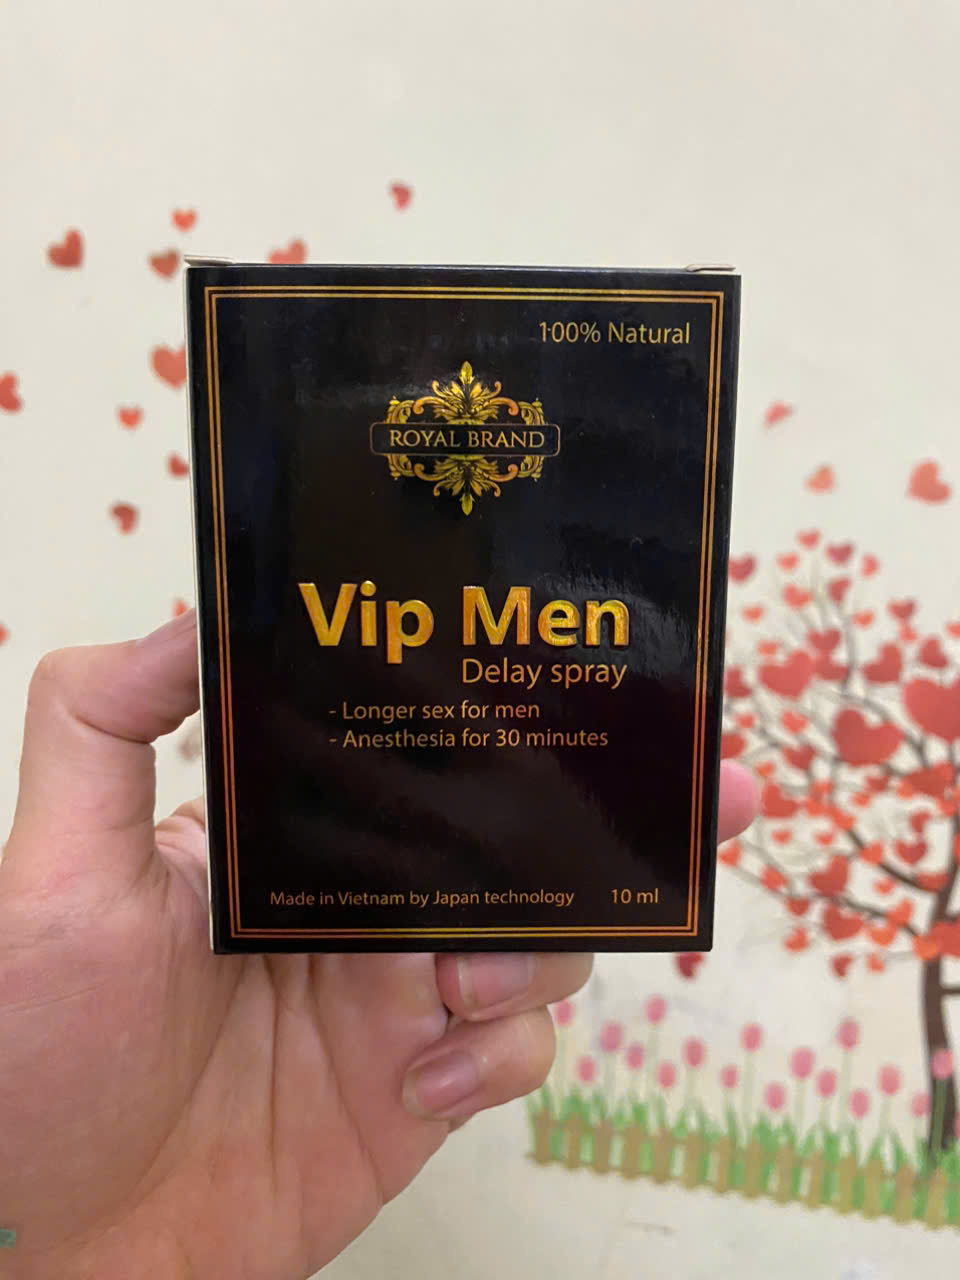 100% Natural
ROYAL BRAND
Vip Men
Delay spray
- Longer sex for men
- Anesthesia for 30 minutes
Made in Vietnam by Japan technology 10 ml